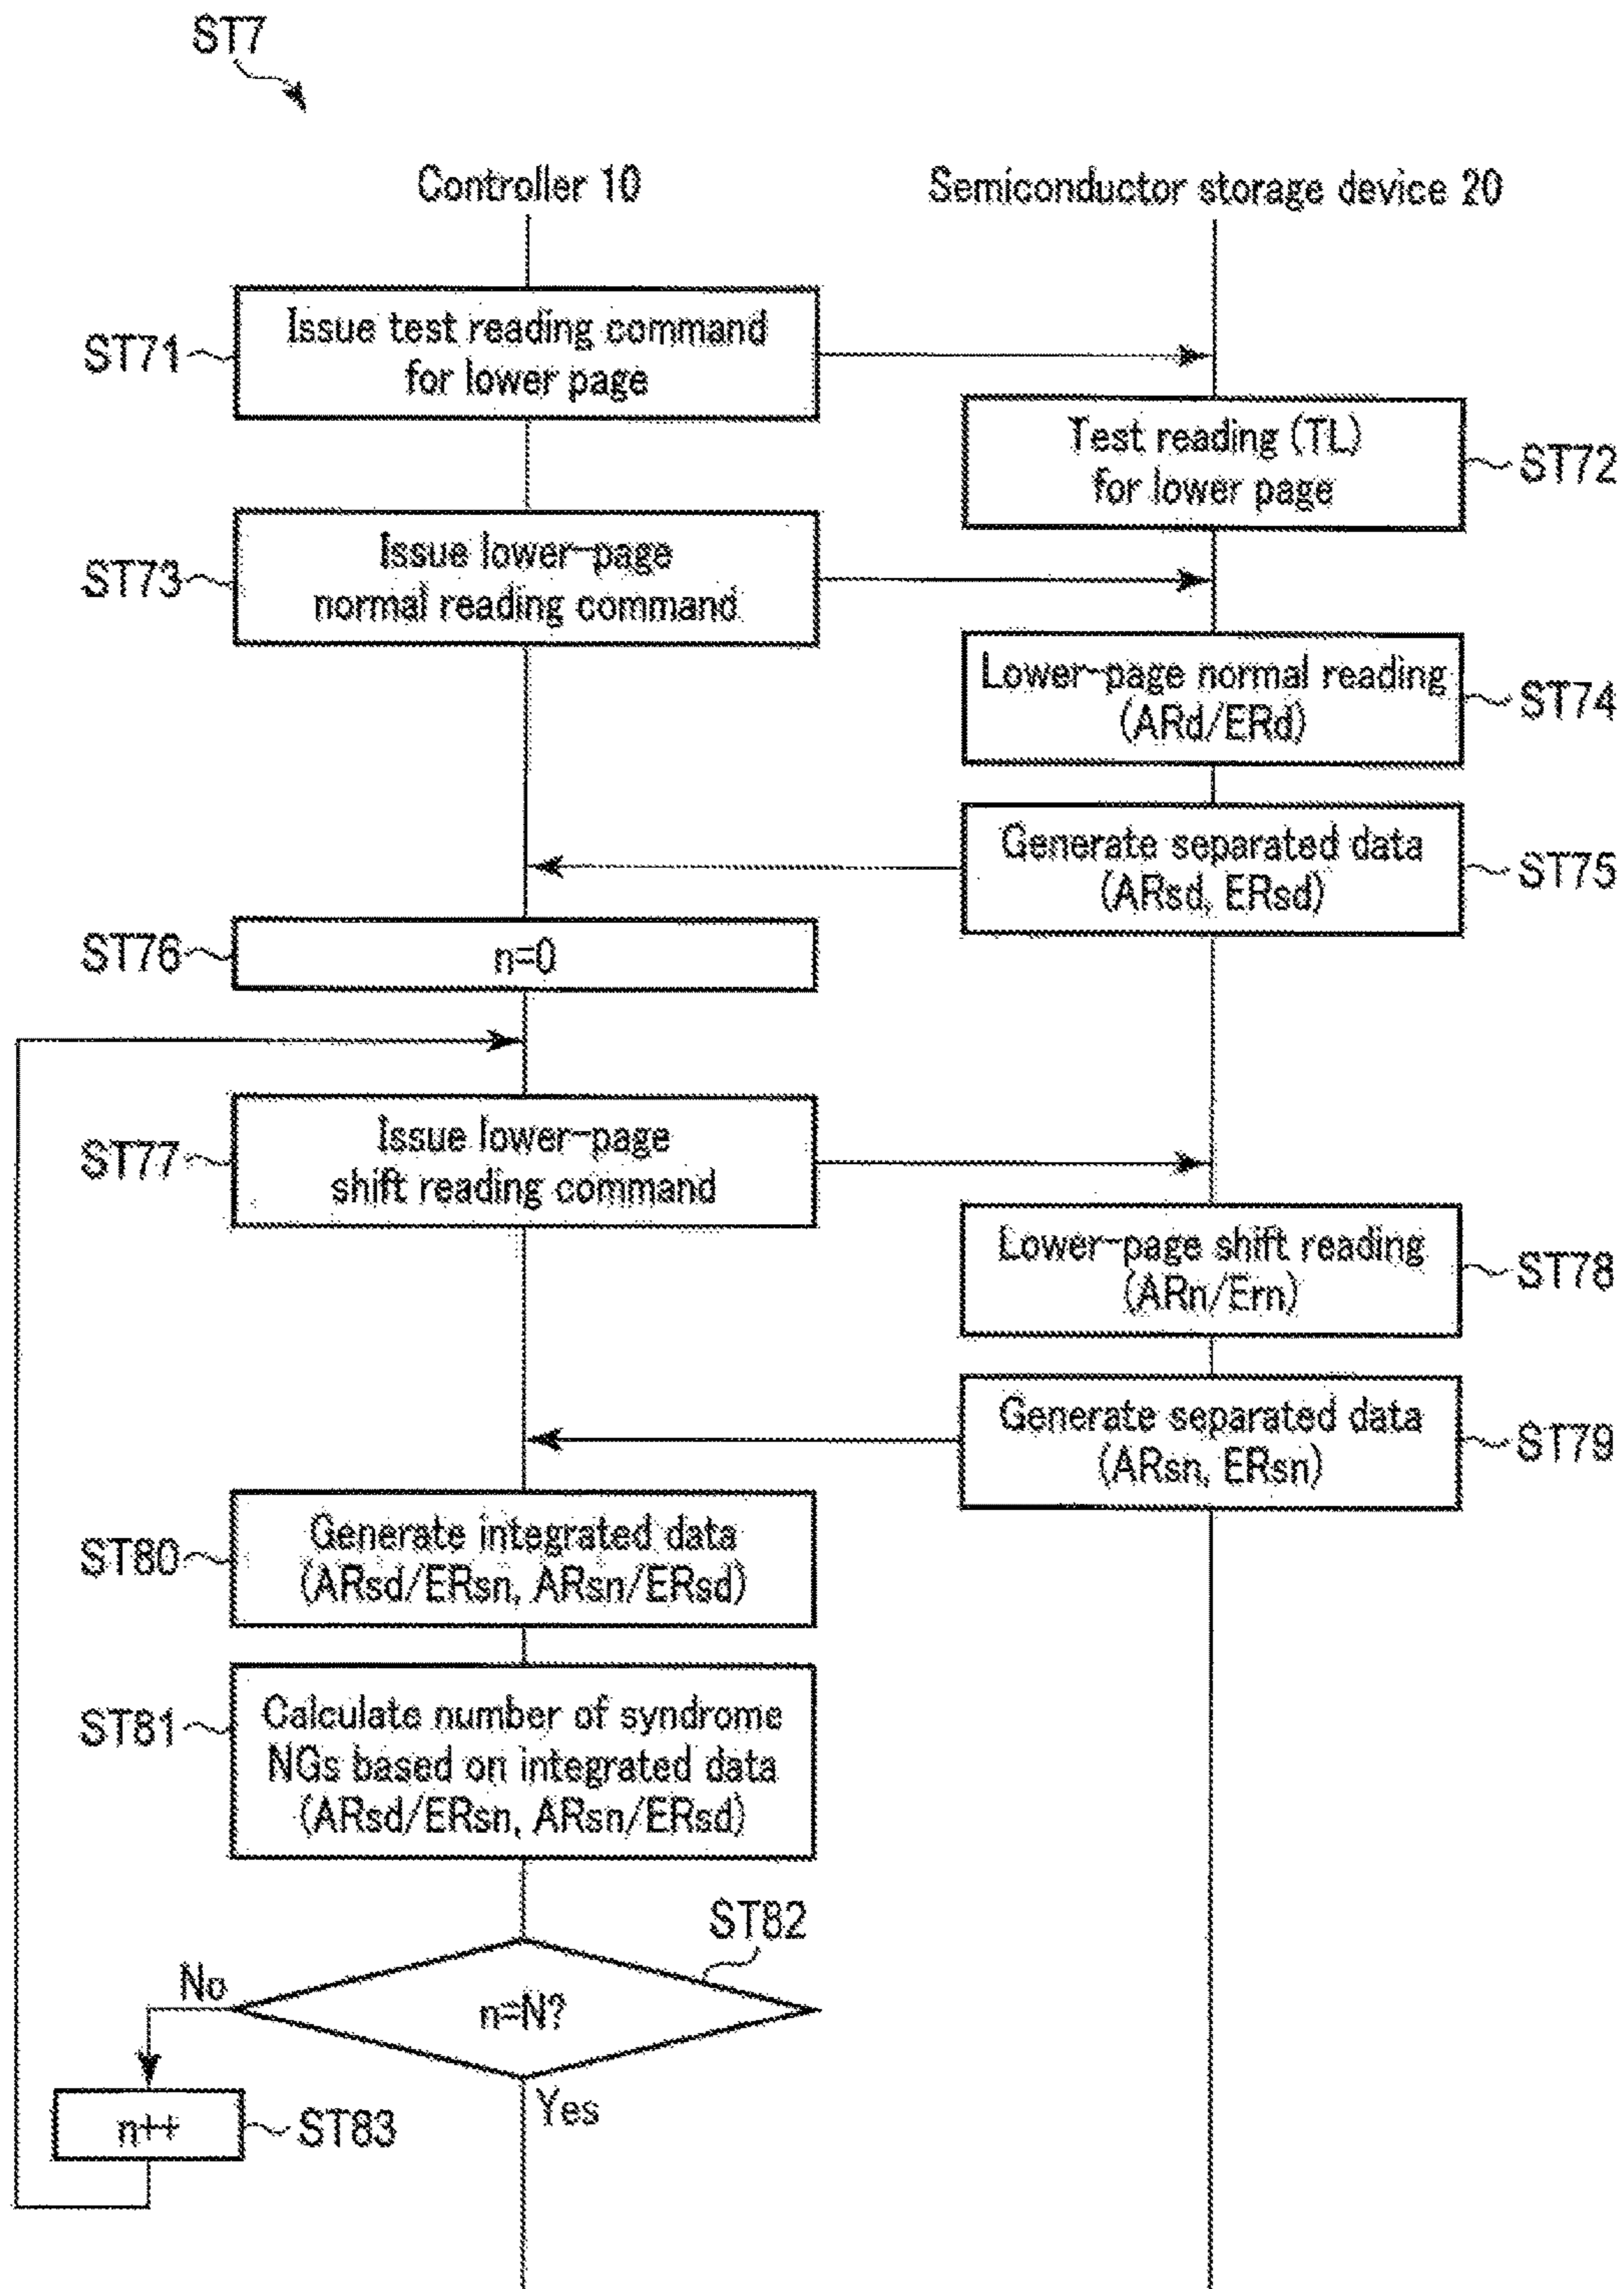 ST7
Controller 10
Semiconductor storage device 20
ST71
Issue test reading command
for lower page
Test reading (TL)
for lower page
ST72
ST73
Issue lower-page
normal reading command
Lower-page normal reading
(ARd/ERd)
ST74
Generate separated data
(ARsd, ERsd)
ST75
ST76
n=0
ST77
Issue lower-page
shift reading command
Lower-page shift reading
(ARn/Ern)
ST78
Generate separated data
(ARsn, ERsn)
ST79
ST80
Generate integrated data
(ARsd/ERsn, ARsn/ERsd)
ST81
Calculate number of syndrome
NGs based on integrated data
(ARsd/ERsn, ARsn/ERsd)
ST82
No
n=N?
Yes
n++
ST83